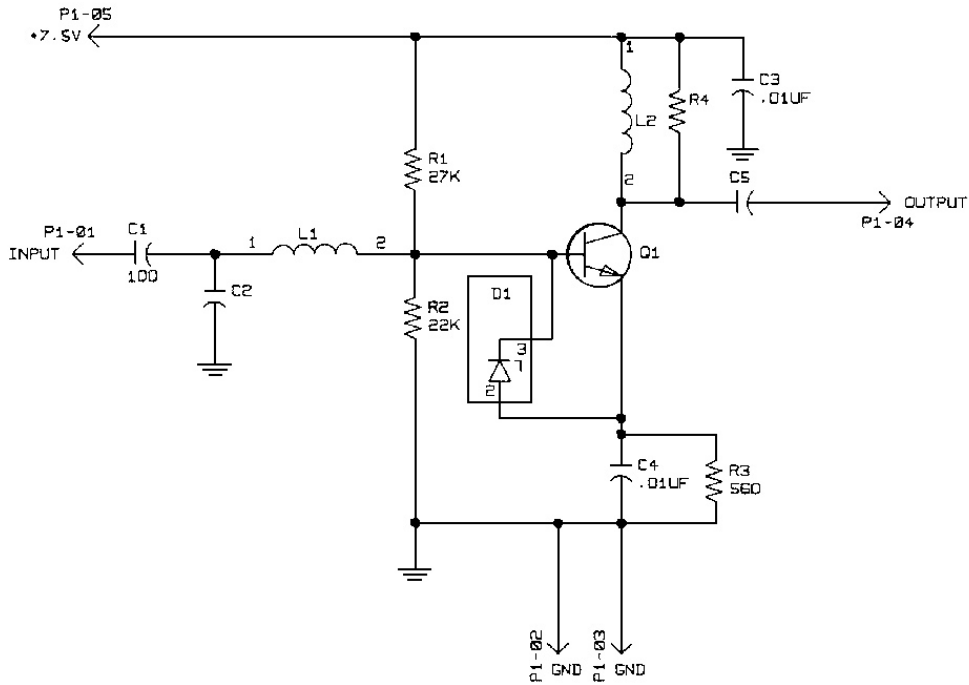 P1-05
+7.5V
1
C3
.01UF
R4
L2
R1
27K
2
C5
OUTPUT
P1-04
P1-01
C1
1
L1
2
INPUT
100
Q1
C2
D1
R2
22K
3
2
C4
.01UF
R3
560
P1-02
GND
P1-03
GND